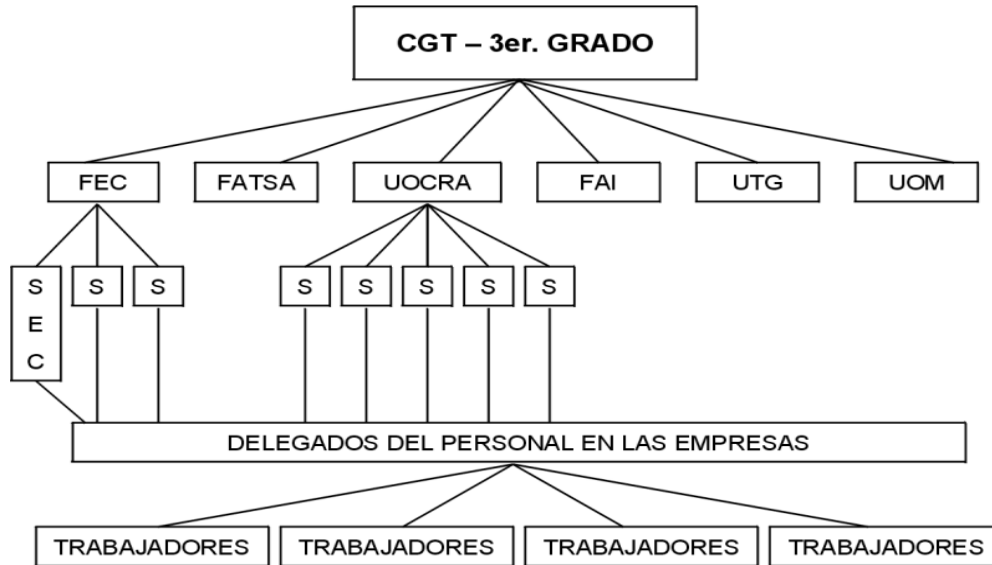 CGT – 3er. GRADO
FEC
FATSA
UOCRA
FAI
UTG
UOM
S
E
C
S
S
S
S
S
S
S
DELEGADOS DEL PERSONAL EN LAS EMPRESAS
TRABAJADORES
TRABAJADORES
TRABAJADORES
TRABAJADORES